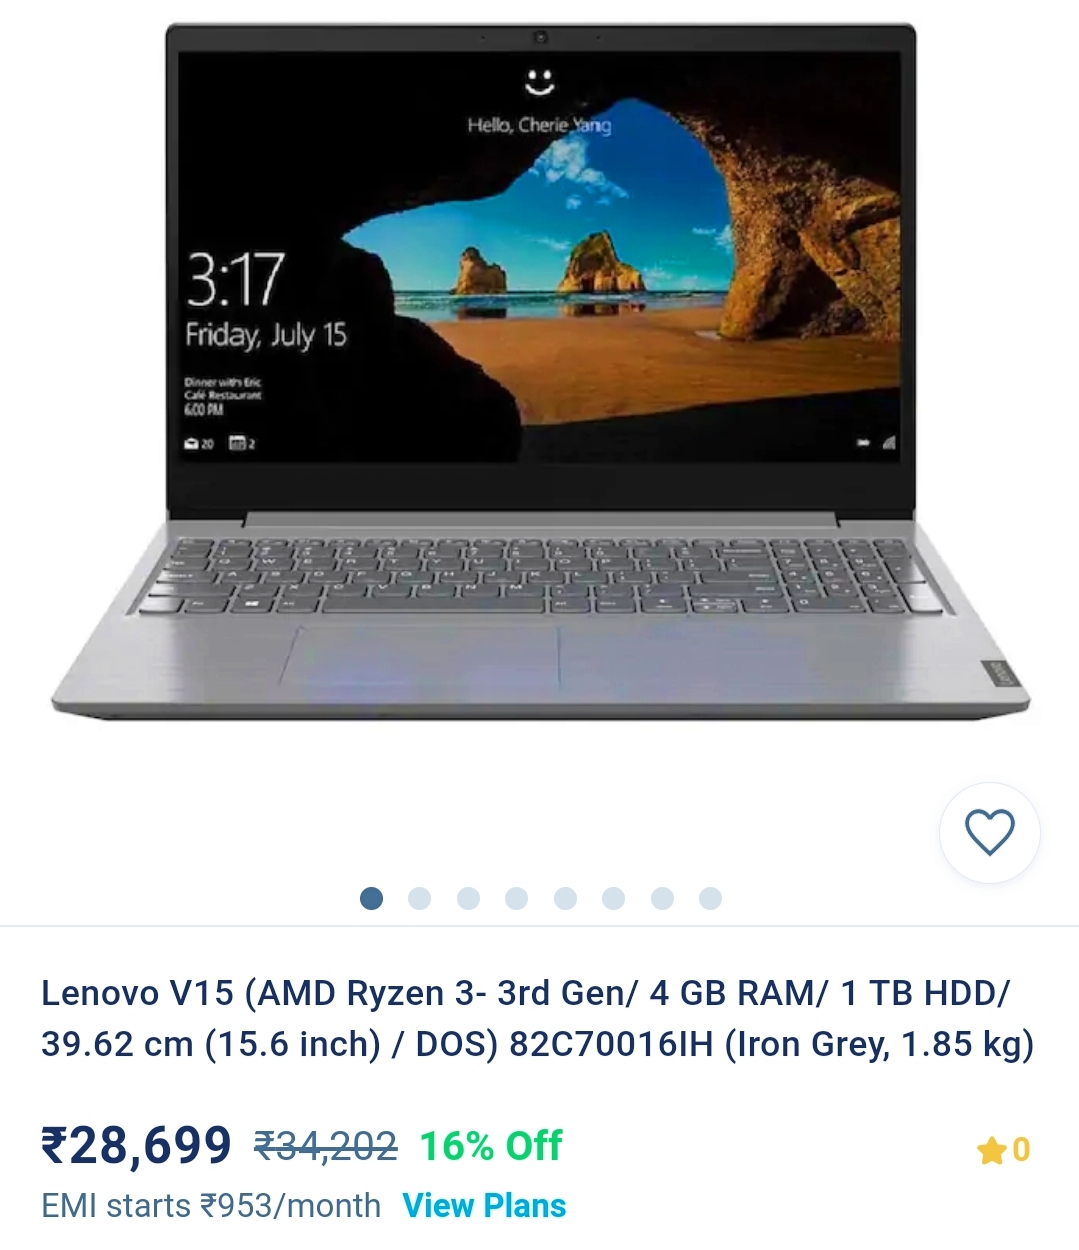 Hello, Cherie Yang
3:17
Friday, July 15
Dinner with Eric
Café Restaurant
6:00 PM
20 2
Lenovo V15 (AMD Ryzen 3- 3rd Gen/ 4 GB RAM/ 1 TB HDD/
39.62 cm (15.6 inch) / DOS) 82C70016IH (Iron Grey, 1.85 kg)
₹28,699 ₹34,202 16% Off 0
EMI starts ₹953/month View Plans